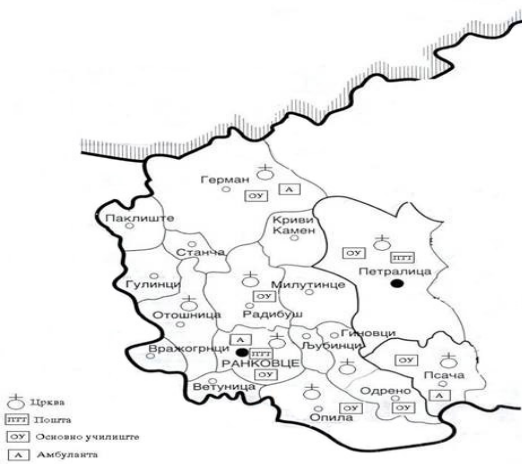 Герман
ОУ
А
Паклиште
Криви
Камен
Станча
ОУ
ПТТ
Петралица
Гулинци
Милутинце
ОУ
Отошница
Радибуш
Гиновци
А
Љубинци
Вражогрнци
ПТТ
РАНКОВЦЕ
ОУ
ОУ
Псача
Ветуница
Одрено
А
ОУ
ОУ
Опила
Црква
ПТТ Пошта
ОУ Основно училиште
А Амбуланта